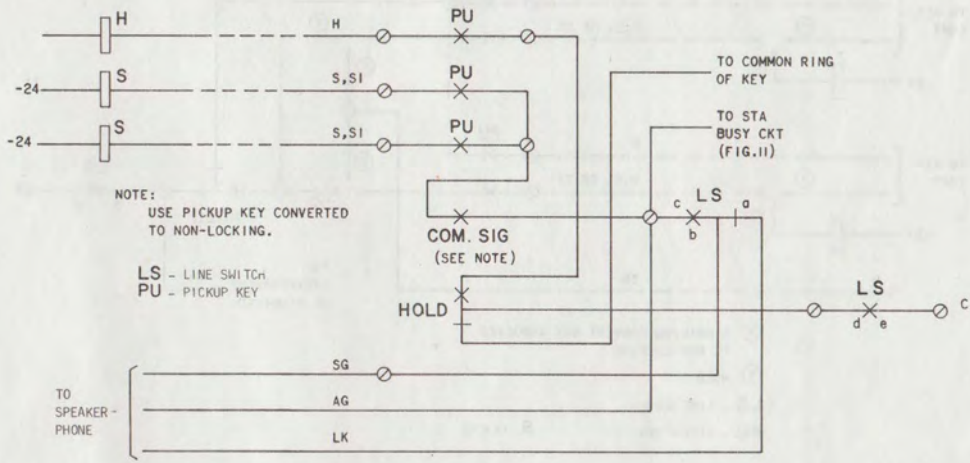 H
H
PU
-24
S
S,S1
PU
-24
S
S,S1
PU
TO COMMON RING
OF KEY
TO STA
BUSY CKT
(FIG.11)
NOTE:
USE PICKUP KEY CONVERTED
TO NON-LOCKING.
LS - LINE SWITCH
PU - PICKUP KEY
COM. SIG
(SEE NOTE)
c
LS
a
b
HOLD
LS
d
e
C
TO
SPEAKER-
PHONE
SG
AG
LK